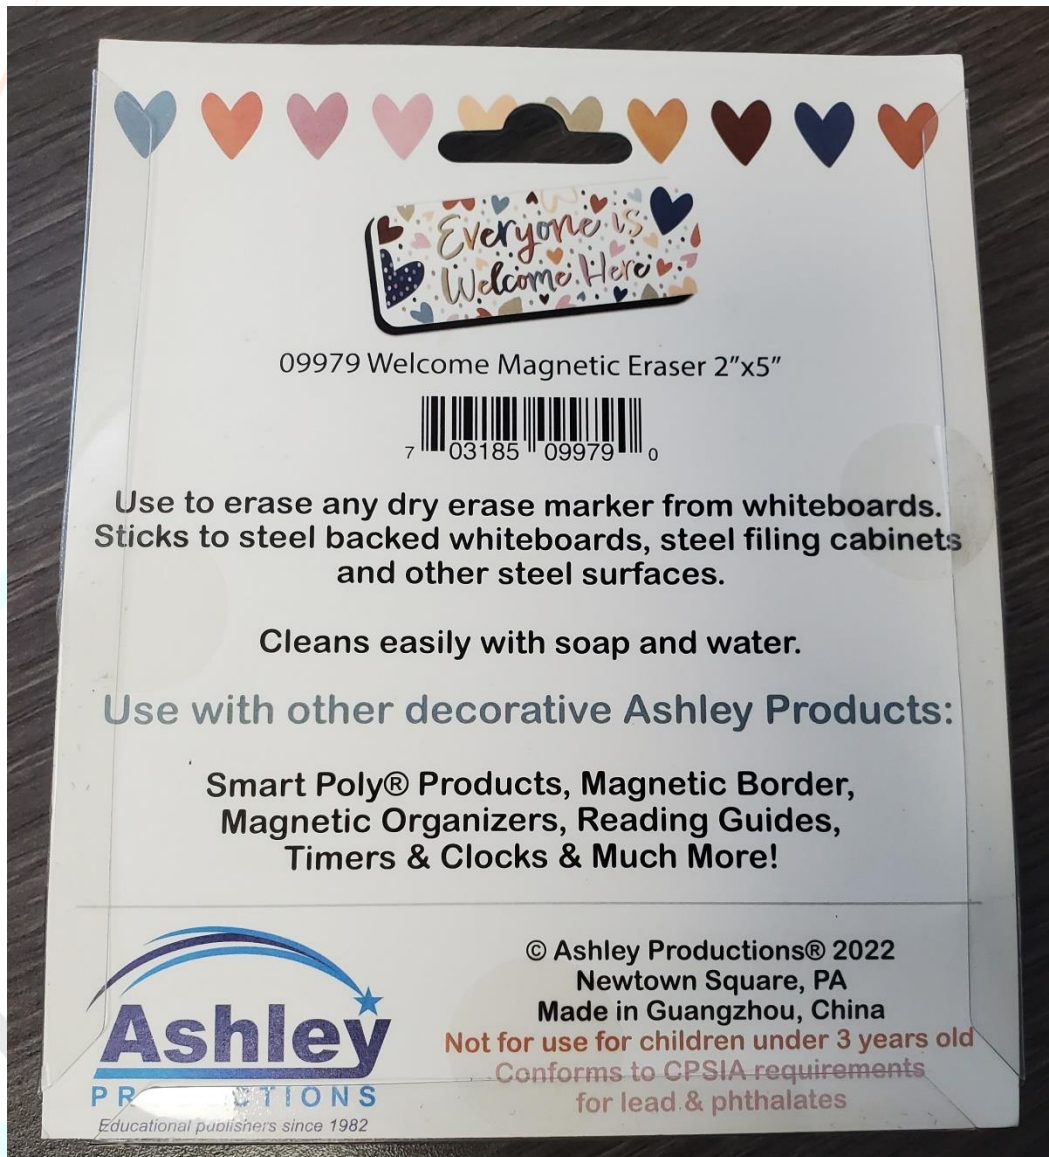 Everyone is
Welcome Here
09979 Welcome Magnetic Eraser 2”x5”
7 03185 09979 0
Use to erase any dry erase marker from whiteboards.
Sticks to steel backed whiteboards, steel filing cabinets
and other steel surfaces.
Cleans easily with soap and water.
Use with other decorative Ashley Products:
Smart Poly® Products, Magnetic Border,
Magnetic Organizers, Reading Guides,
Timers & Clocks & Much More!
Ashley
PRODUCTIONS
Educational publishers since 1982
© Ashley Productions® 2022
Newtown Square, PA
Made in Guangzhou, China
Not for use for children under 3 years old
Conforms to CPSIA requirements
for lead & phthalates